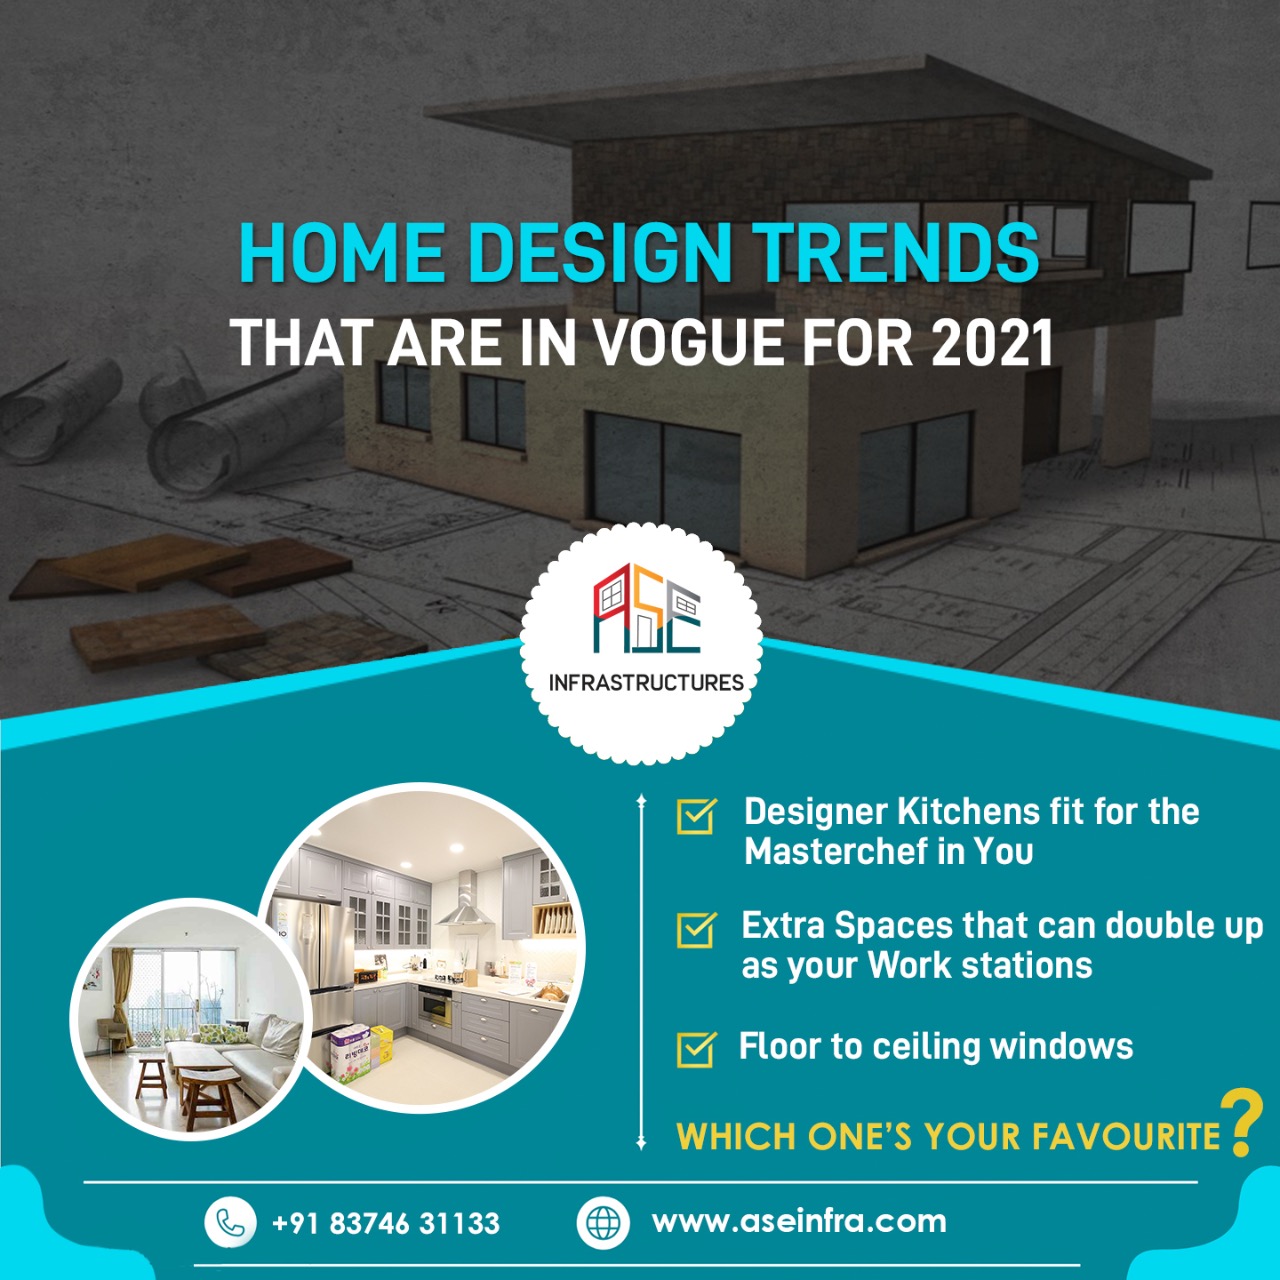 HOME DESIGN TRENDS
THAT ARE IN VOGUE FOR 2021
ASE
INFRASTRUCTURES
Designer Kitchens fit for the
Masterchef in You
Extra Spaces that can double up
as your Work stations
Floor to ceiling windows
WHICH ONE'S YOUR FAVOURITE?
+91 83746 31133
www.aseinfra.com